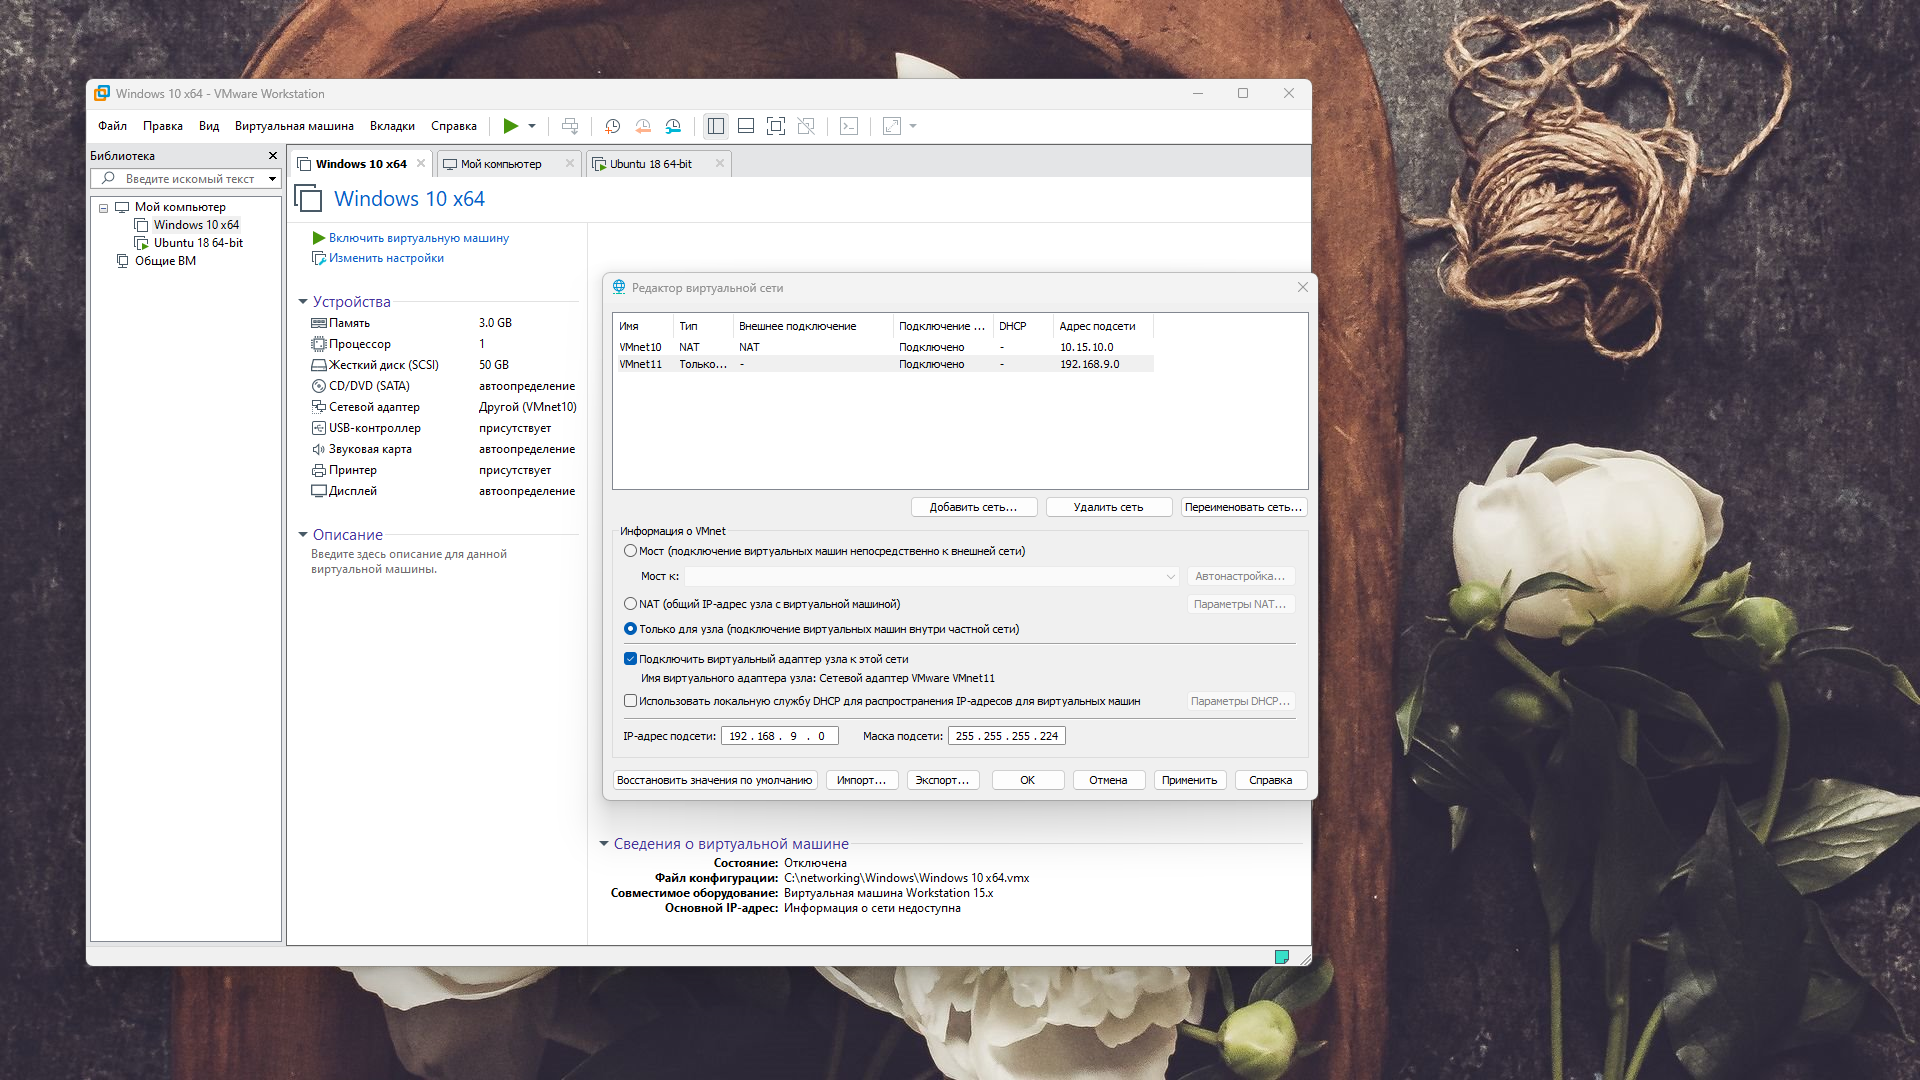 Windows 10 x64 - VMware Workstation
Файл Правка Вид Виртуальная машина Вкладки Справка
Библиотека
Введите искомый текст
Мой компьютер
Windows 10 x64
Ubuntu 18 64-bit
Общие ВМ
Windows 10 x64 Мой компьютер Ubuntu 18 64-bit
Windows 10 x64
Включить виртуальную машину
Изменить настройки
Устройства
Память 3.0 GB
Процессор 1
Жесткий диск (SCSI) 50 GB
CD/DVD (SATA) автоопределение
Сетевой адаптер Другой (VMnet10)
USB-контроллер присутствует
Звуковая карта автоопределение
Принтер присутствует
Дисплей автоопределение
Описание
Введите здесь описание для данной
виртуальной машины.
Редактор виртуальной сети
Имя Тип Внешнее подключение Подключение ... DHCP Адрес подсети
VMnet10 NAT NAT Подключено - 10.15.10.0
VMnet11 Только... - Подключено - 192.168.9.0
Добавить сеть... Удалить сеть Переименовать сеть...
Информация о VMnet
Мост (подключение виртуальных машин непосредственно к внешней сети)
Мост к: Автонастройка...
NAT (общий IP-адрес узла с виртуальной машиной) Параметры NAT...
Только для узла (подключение виртуальных машин внутри частной сети)
Подключить виртуальный адаптер узла к этой сети
Имя виртуального адаптера узла: Сетевой адаптер VMware VMnet11
Использовать локальную службу DHCP для распространения IP-адресов для виртуальных машин Параметры DHCP...
IP-адрес подсети: 192 . 168 . 9 . 0 Маска подсети: 255 . 255 . 255 . 224
Восстановить значения по умолчанию Импорт... Экспорт... ОК Отмена Применить Справка
Сведения о виртуальной машине
Состояние: Отключена
Файл конфигурации: C:\networking\Windows\Windows 10 x64.vmx
Совместимое оборудование: Виртуальная машина Workstation 15.x
Основной IP-адрес: Информация о сети недоступна